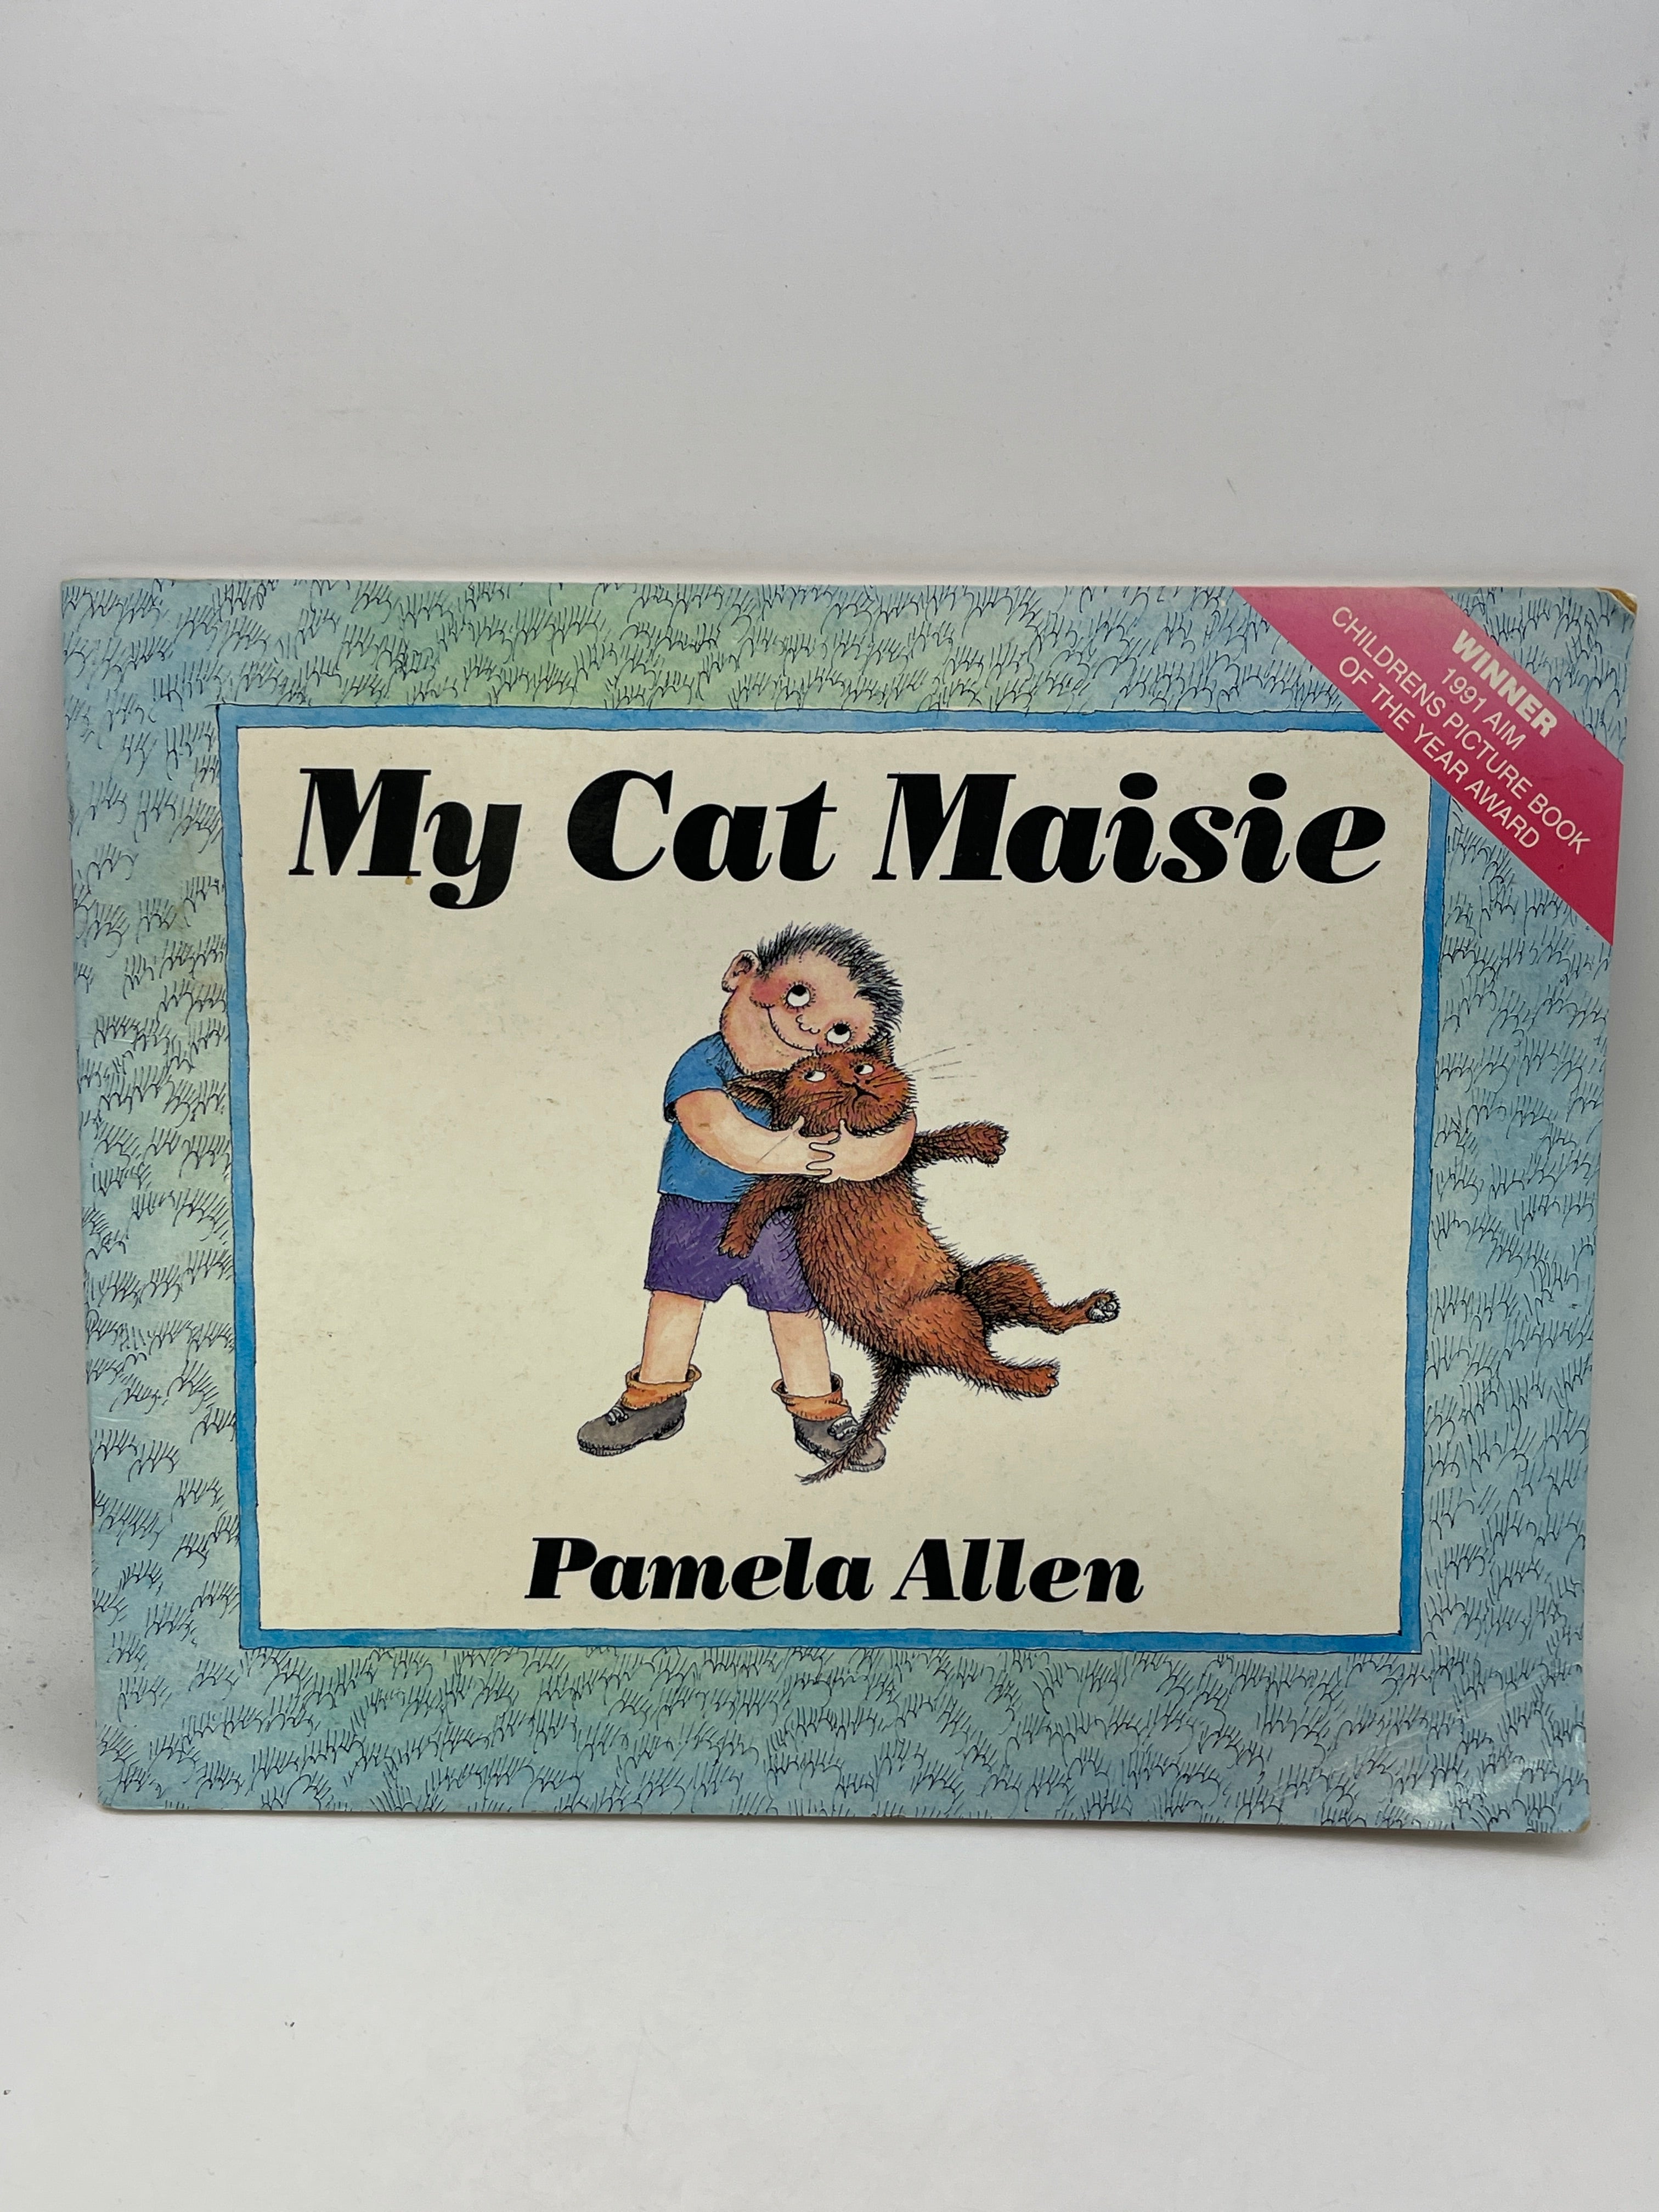 My Cat Maisie
WINNER
1991 AIM
CHILDRENS PICTURE BOOK
OF THE YEAR AWARD
Pamela Allen